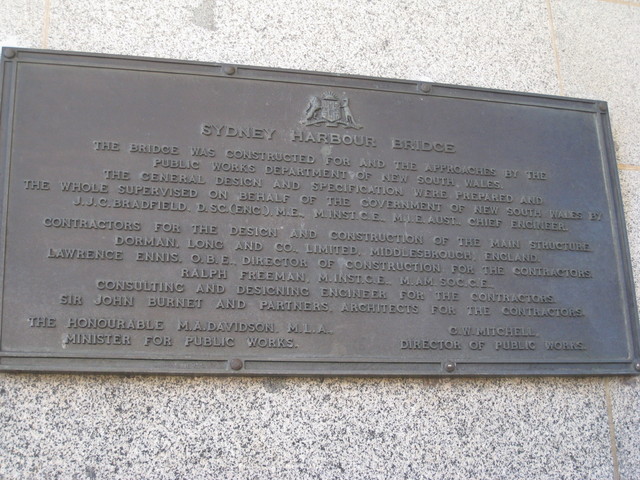 SYDNEY HARBOUR BRIDGE
THE BRIDGE WAS CONSTRUCTED FOR AND THE APPROACHES BY THE
PUBLIC WORKS DEPARTMENT OF NEW SOUTH WALES.
THE GENERAL DESIGN AND SPECIFICATION WERE PREPARED AND
THE WHOLE SUPERVISED ON BEHALF OF THE GOVERNMENT OF NEW SOUTH WALES BY
J.J.C.BRADFIELD. D.SC.(ENG.), M.E., M.INST.C.E., M.I.E.AUST. CHIEF ENGINEER.
CONTRACTORS FOR THE DESIGN AND CONSTRUCTION OF THE MAIN STRUCTURE.
DORMAN, LONG AND CO., LIMITED, MIDDLESBROUGH, ENGLAND.
LAWRENCE ENNIS, O.B.E., DIRECTOR OF CONSTRUCTION FOR THE CONTRACTORS.
RALPH FREEMAN, M.INST.C.E., M.AM.SOC.C.E.,
CONSULTING AND DESIGNING ENGINEER FOR THE CONTRACTORS.
SIR JOHN BURNET AND PARTNERS, ARCHITECTS FOR THE CONTRACTORS.
THE HONOURABLE M.A.DAVIDSON, M.L.A., C.W.MITCHELL,
MINISTER FOR PUBLIC WORKS. DIRECTOR OF PUBLIC WORKS.